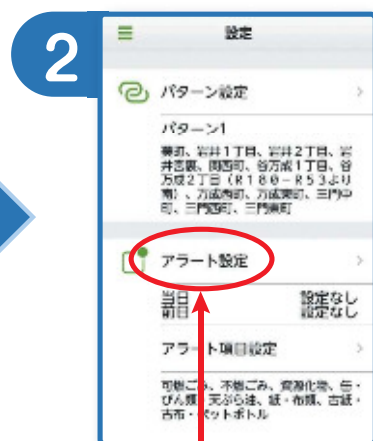 2
設定
パターン設定
パターン1
岩井1丁目、岩井2丁目、岩
井宮裏、関西町、谷万成1丁目、谷
万成2丁目(R180-R53より
南)、万成西町、万成東町、三門中
町、三門西町、三門東町
アラート設定
当日 設定なし
前日 設定なし
アラート項目設定
可燃ごみ、不燃ごみ、資源化物、缶・
びん類、天ぷら油、紙・布類、古紙・
古布・ペットボトル